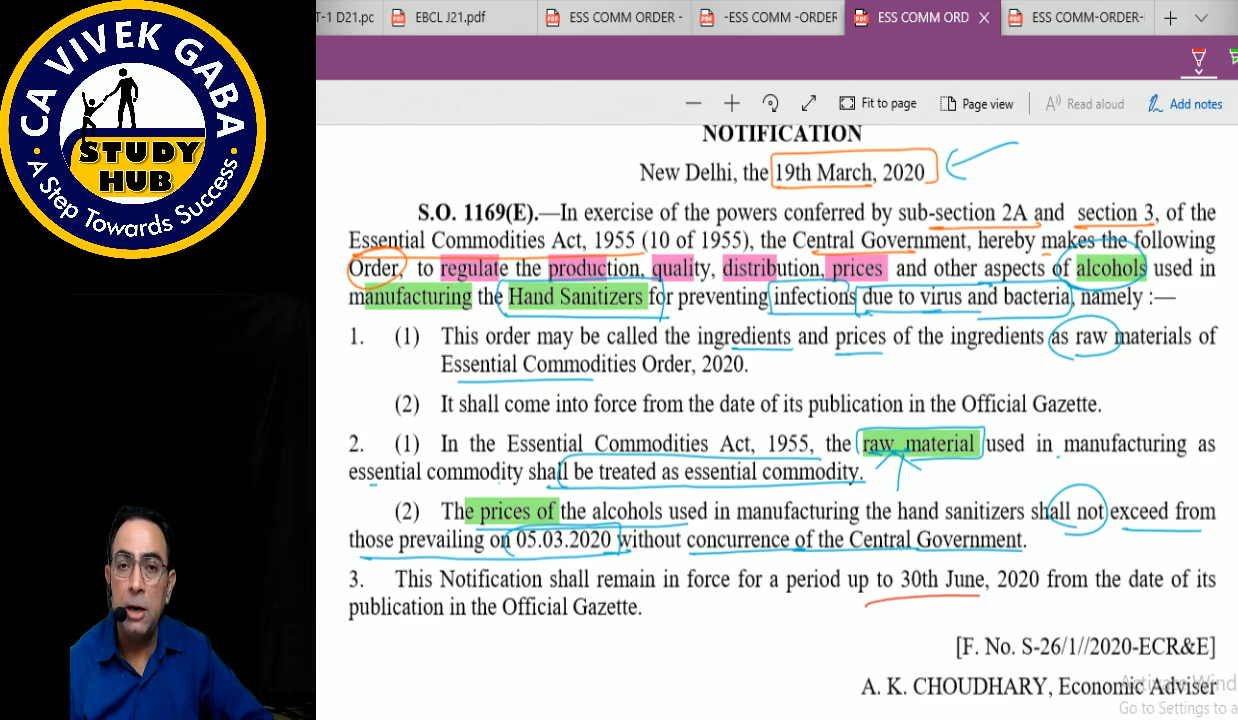 CA VIVEK GABA
STUDY
HUB
• A Step Towards Success •
T-1 D21.pc
EBCL J21.pdf
ESS COMM ORDER -
-ESS COMM -ORDER
ESS COMM ORD
ESS COMM-ORDER-
Fit to page
Page view
Read aloud
Add notes
NOTIFICATION
New Delhi, the 19th March, 2020
S.O. 1169(E).—In exercise of the powers conferred by sub-section 2A and section 3, of the
Essential Commodities Act, 1955 (10 of 1955), the Central Government, hereby makes the following
Order, to regulate the production, quality, distribution, prices and other aspects of alcohols used in
manufacturing the Hand Sanitizers for preventing infections due to virus and bacteria, namely :—
1. (1) This order may be called the ingredients and prices of the ingredients as raw materials of
Essential Commodities Order, 2020.
(2) It shall come into force from the date of its publication in the Official Gazette.
2. (1) In the Essential Commodities Act, 1955, the raw material used in manufacturing as
essential commodity shall be treated as essential commodity.
(2) The prices of the alcohols used in manufacturing the hand sanitizers shall not exceed from
those prevailing on 05.03.2020 without concurrence of the Central Government.
3. This Notification shall remain in force for a period up to 30th June, 2020 from the date of its
publication in the Official Gazette.
[F. No. S-26/1//2020-ECR&E]
A. K. CHOUDHARY, Economic Adviser
Activate Wind
Go to Settings to a